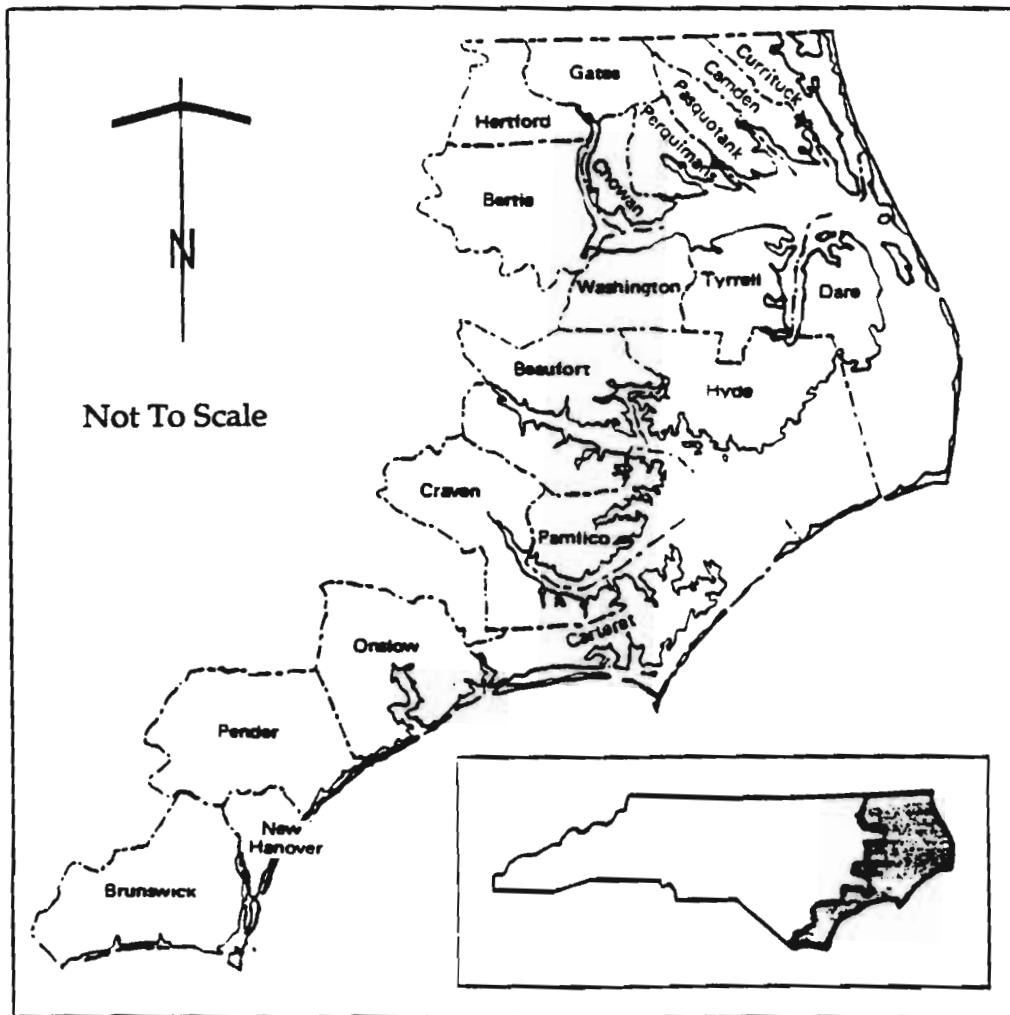 Gates
Currituck
Camden
Pasquotank
Perquimans
Hertford
Chowan
Bertie
N
Washington
Tyrrell
Dare
Beaufort
Hyde
Not To Scale
Craven
Pamlico
Carteret
Onslow
Pender
New
Hanover
Brunswick